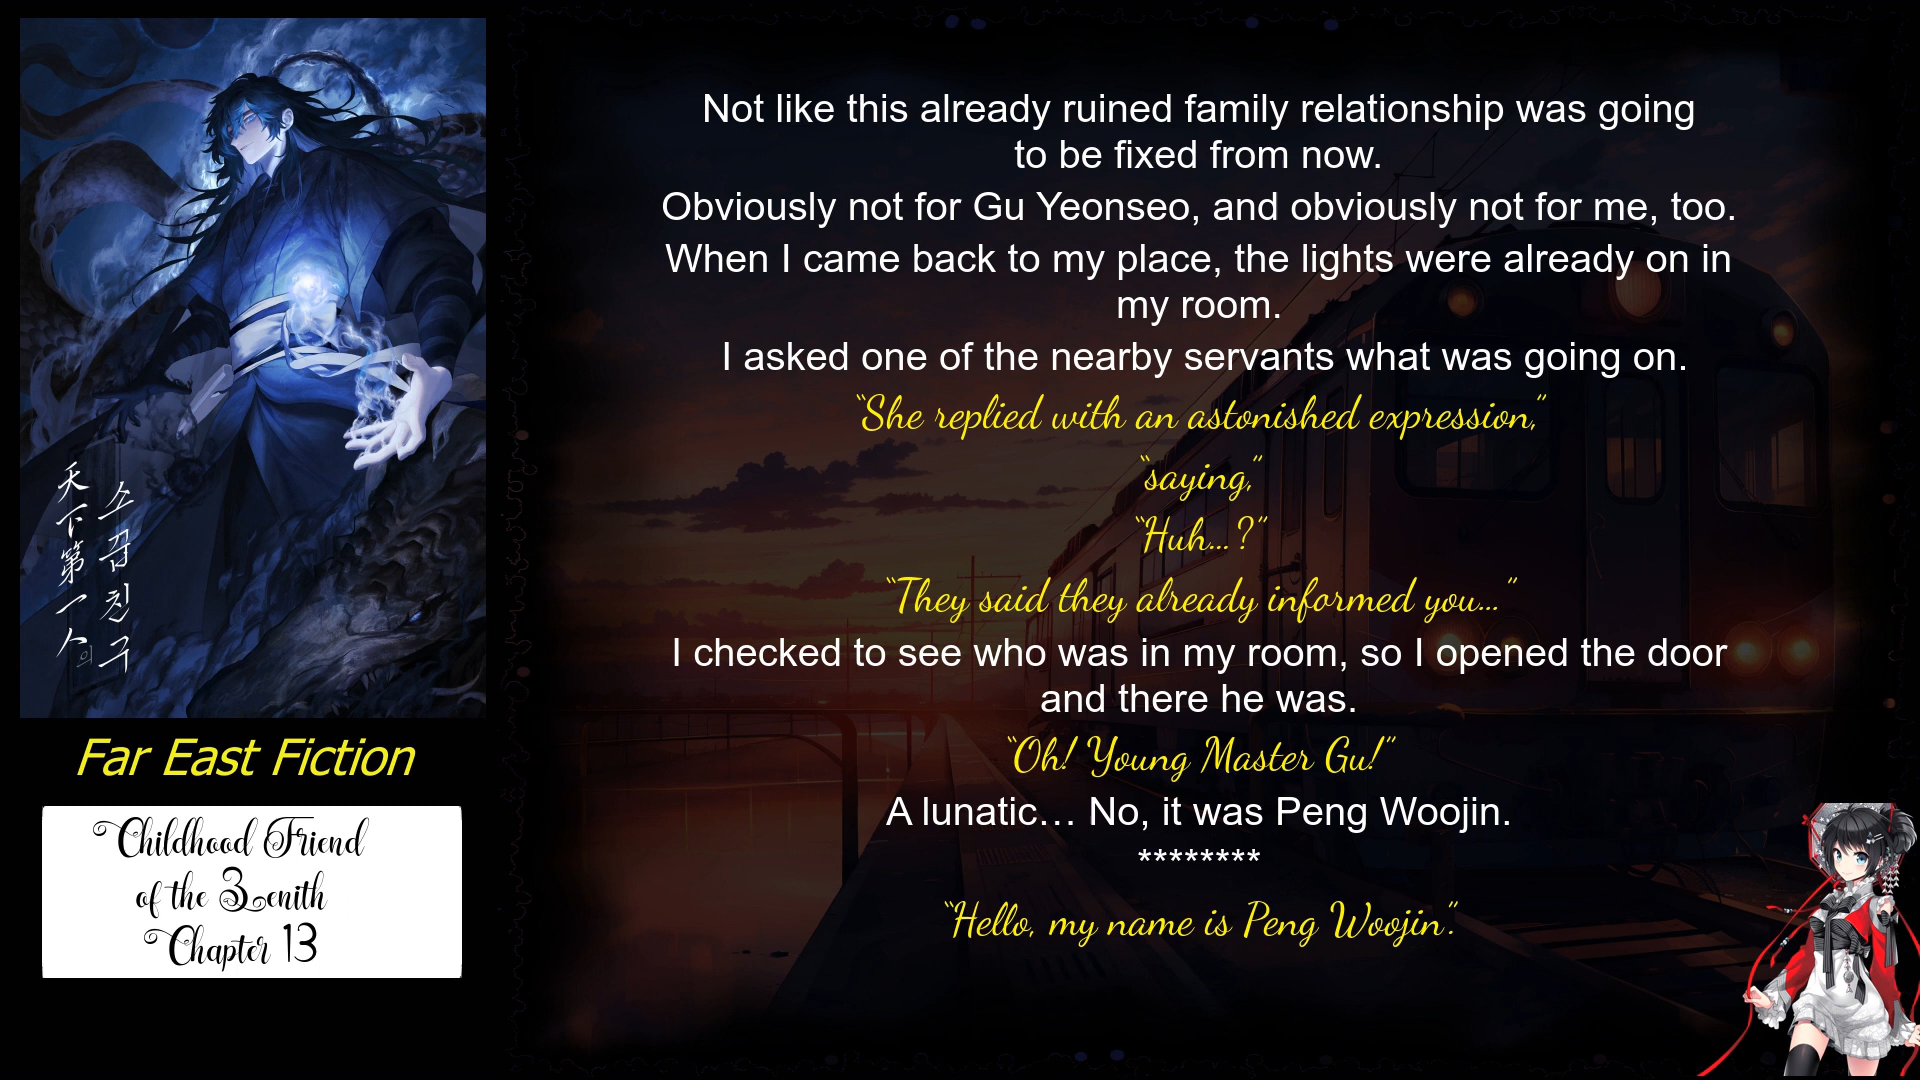 天下第一人의
소꿉친구
Far East Fiction
Childhood Friend
of the Zenith
Chapter 13
Not like this already ruined family relationship was going
to be fixed from now.
Obviously not for Gu Yeonseo, and obviously not for me, too.
When I came back to my place, the lights were already on in
my room.
I asked one of the nearby servants what was going on.
“She replied with an astonished expression,”
“saying,”
“Huh…?”
“They said they already informed you…”
I checked to see who was in my room, so I opened the door
and there he was.
“Oh! Young Master Gu!”
A lunatic… No, it was Peng Woojin.
********
“Hello, my name is Peng Woojin”.